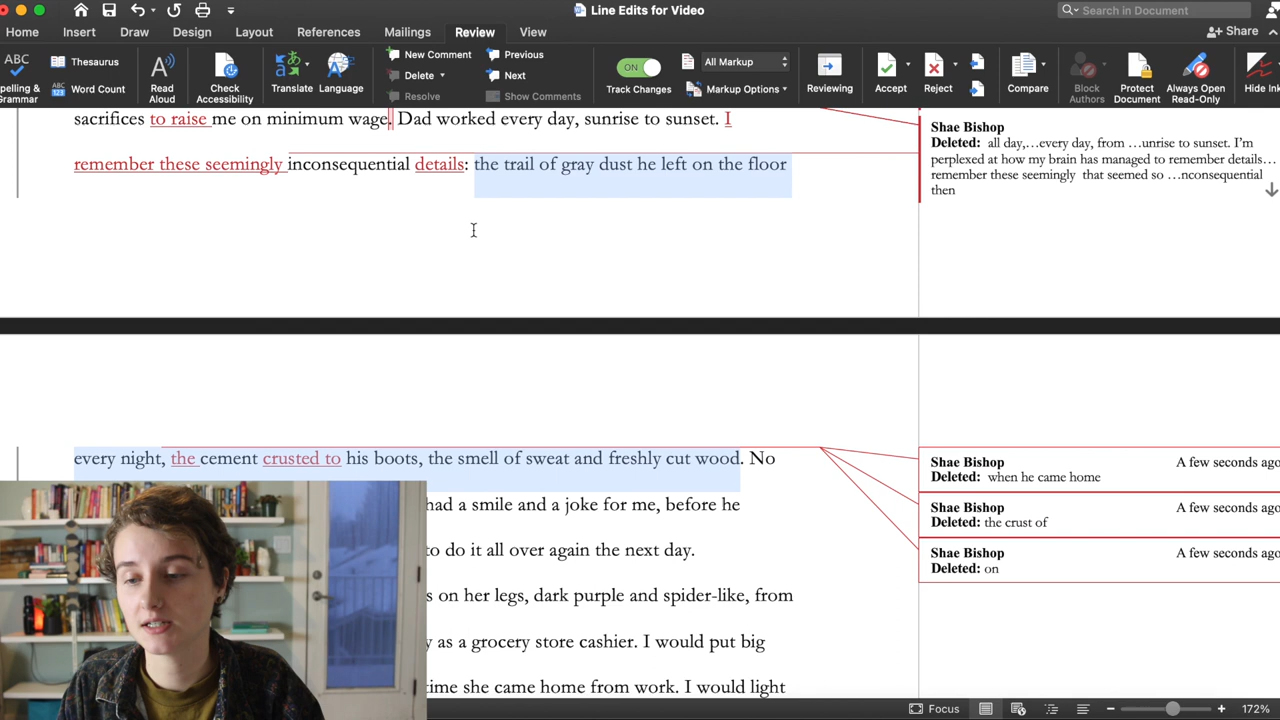 Line Edits for Video
Search in Document
Home Insert Draw Design Layout References Mailings Review View Share
ABC
Thesaurus
New Comment
Previous
ON
All Markup
Spelling & Grammar
ABC 123 Word Count
Read Aloud
Check Accessibility
Translate
Language
Delete
Next
Resolve
Show Comments
Track Changes
Markup Options
Reviewing
Accept
Reject
Compare
Block Authors
Protect Document
Always Open Read-Only
Hide Ink
sacrifices to raise me on minimum wage. Dad worked every day, sunrise to sunset. I
remember these seemingly inconsequential details: the trail of gray dust he left on the floor
Shae Bishop
Deleted: all day,…every day, from …unrise to sunset. I’m
perplexed at how my brain has managed to remember details…
remember these seemingly that seemed so …nconsequential
then
every night, the cement crusted to his boots, the smell of sweat and freshly cut wood. No
had a smile and a joke for me, before he
to do it all over again the next day.
s on her legs, dark purple and spider-like, from
y as a grocery store cashier. I would put big
time she came home from work. I would light
Shae Bishop A few seconds ago
Deleted: when he came home
Shae Bishop A few seconds ago
Deleted: the crust of
Shae Bishop A few seconds ago
Deleted: on
Focus
172%